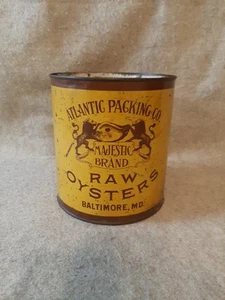 ATLANTIC PACKING CO.
MAJESTIC
BRAND
RAW
OYSTERS
BALTIMORE, MD.